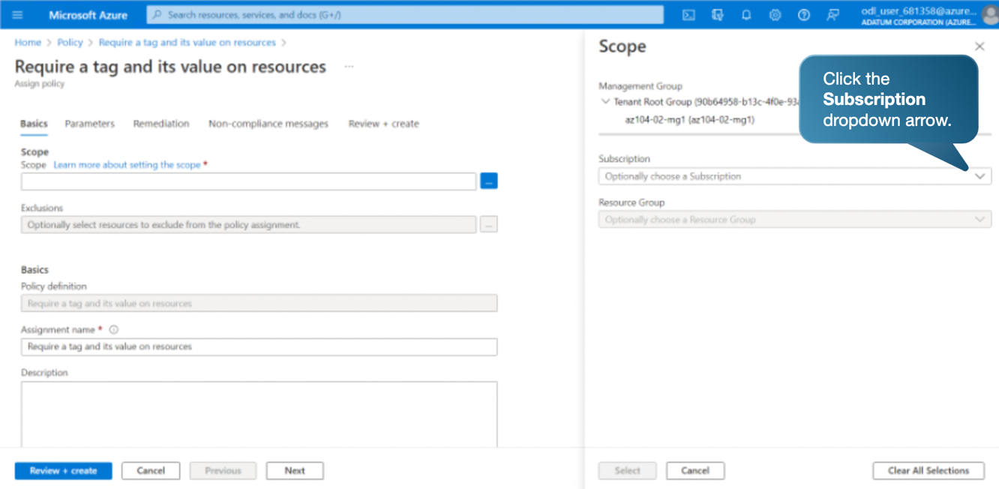 Microsoft Azure
Search resources, services, and docs (G+/)
odl_user_681358@azure...
ADATUM CORPORATION (AZURE...
Home > Policy > Require a tag and its value on resources >
Require a tag and its value on resources ...
Assign policy
Basics Parameters Remediation Non-compliance messages Review + create
Scope
Scope Learn more about setting the scope *
...
Exclusions
Optionally select resources to exclude from the policy assignment.
...
Basics
Policy definition
Require a tag and its value on resources
Assignment name *
Require a tag and its value on resources
Description
Review + create Cancel Previous Next
Scope
Management Group
Tenant Root Group (90b64958-b13c-4f0e-93
az104-02-mg1 (az104-02-mg1)
Click the
Subscription
dropdown arrow.
Subscription
Optionally choose a Subscription
Resource Group
Optionally choose a Resource Group
Select Cancel Clear All Selections